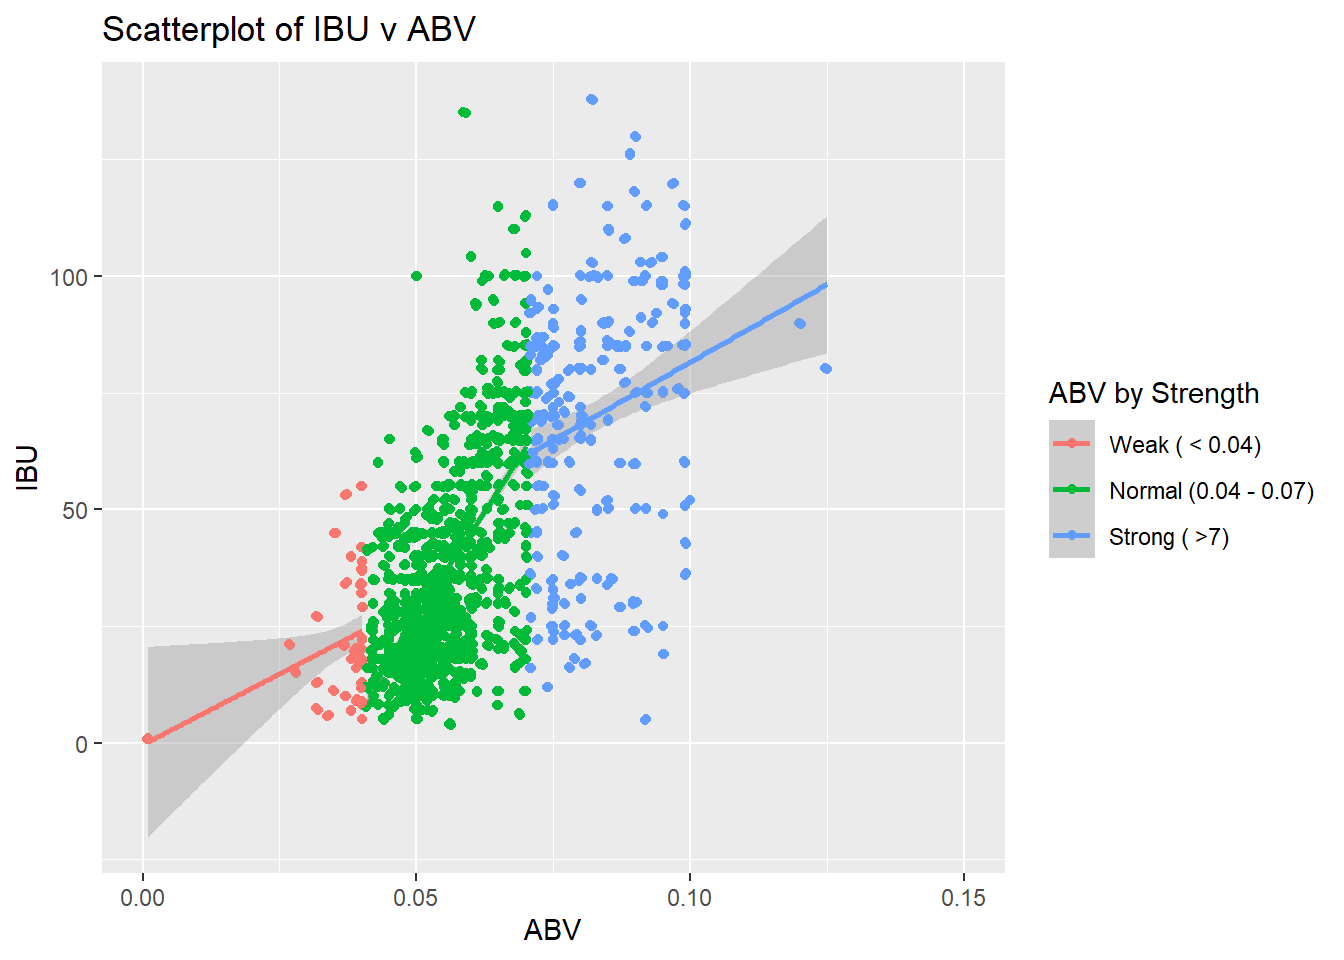 Scatterplot of IBU v ABV
IBU
100
50
0
0.00
0.05
0.10
0.15
ABV
ABV by Strength
Weak ( < 0.04)
Normal (0.04 - 0.07)
Strong ( >7)